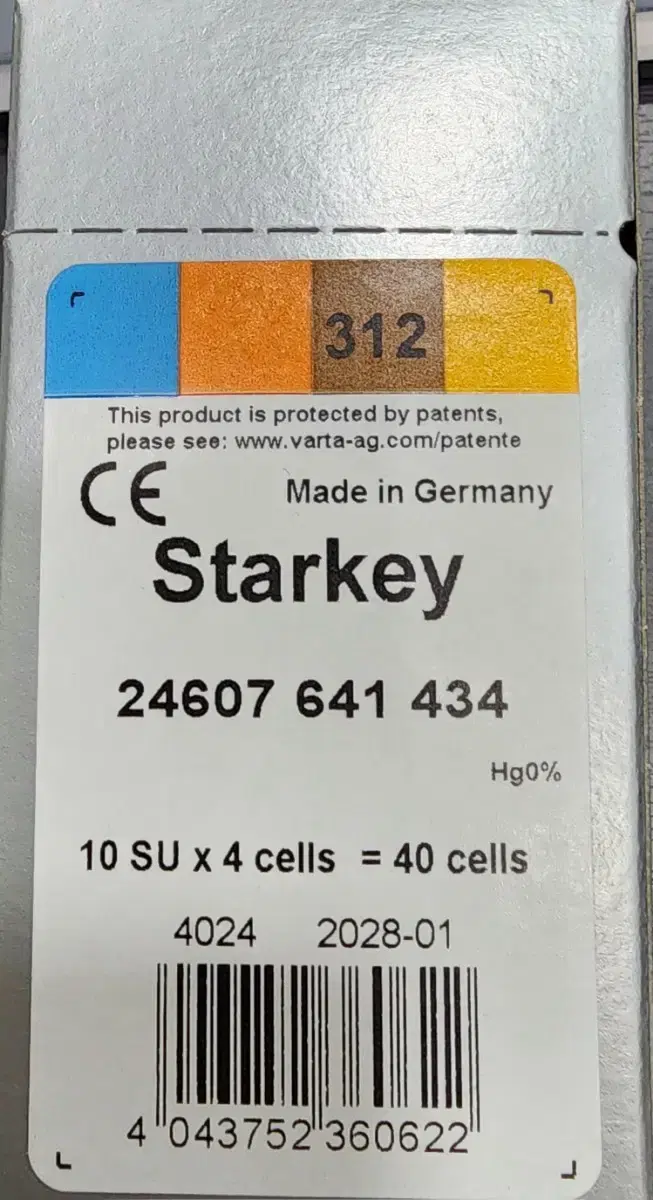 312
This product is protected by patents,
please see: www.varta-ag.com/patente
CE
Made in Germany
Starkey
24607 641 434
Hg0%
10 SU x 4 cells = 40 cells
4024 2028-01
4 043752 360622